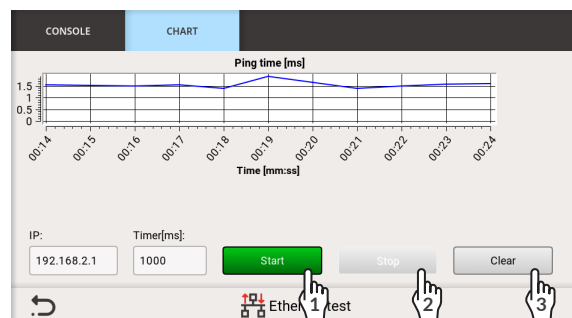 CONSOLE CHART
Ping time [ms]
1.5
1
0.5
0
00:14 00:15 00:16 00:17 00:18 00:19 00:20 00:21 00:22 00:23 00:24
Time [mm:ss]
IP: Timer[ms]:
192.168.2.1 1000 Start Stop Clear
1 2 3
test